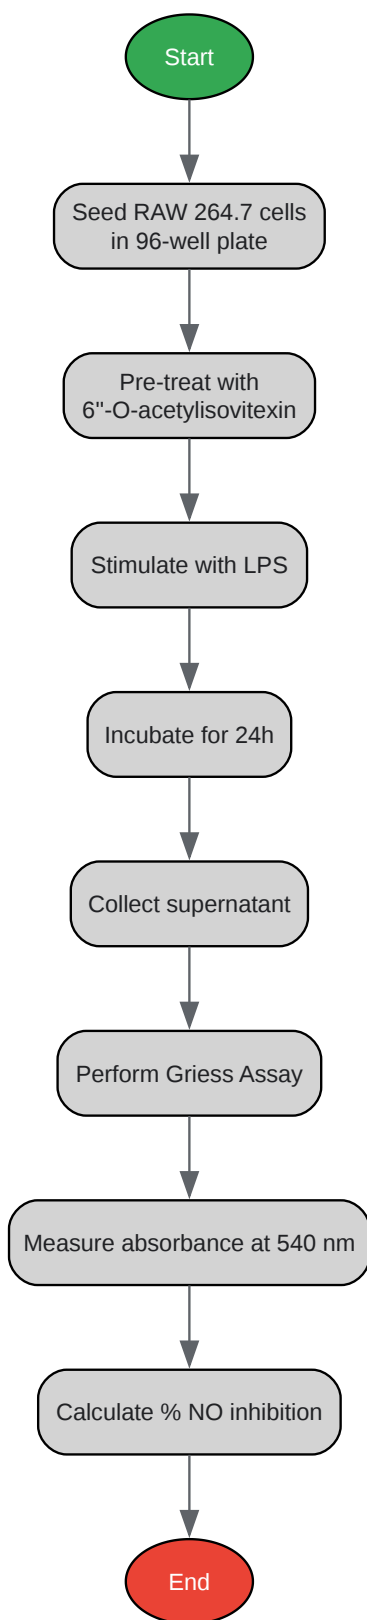 Start
Seed RAW 264.7 cells
in 96-well plate
Pre-treat with
6"-O-acetylisovitexin
Stimulate with LPS
Incubate for 24h
Collect supernatant
Perform Griess Assay
Measure absorbance at 540 nm
Calculate % NO inhibition
End